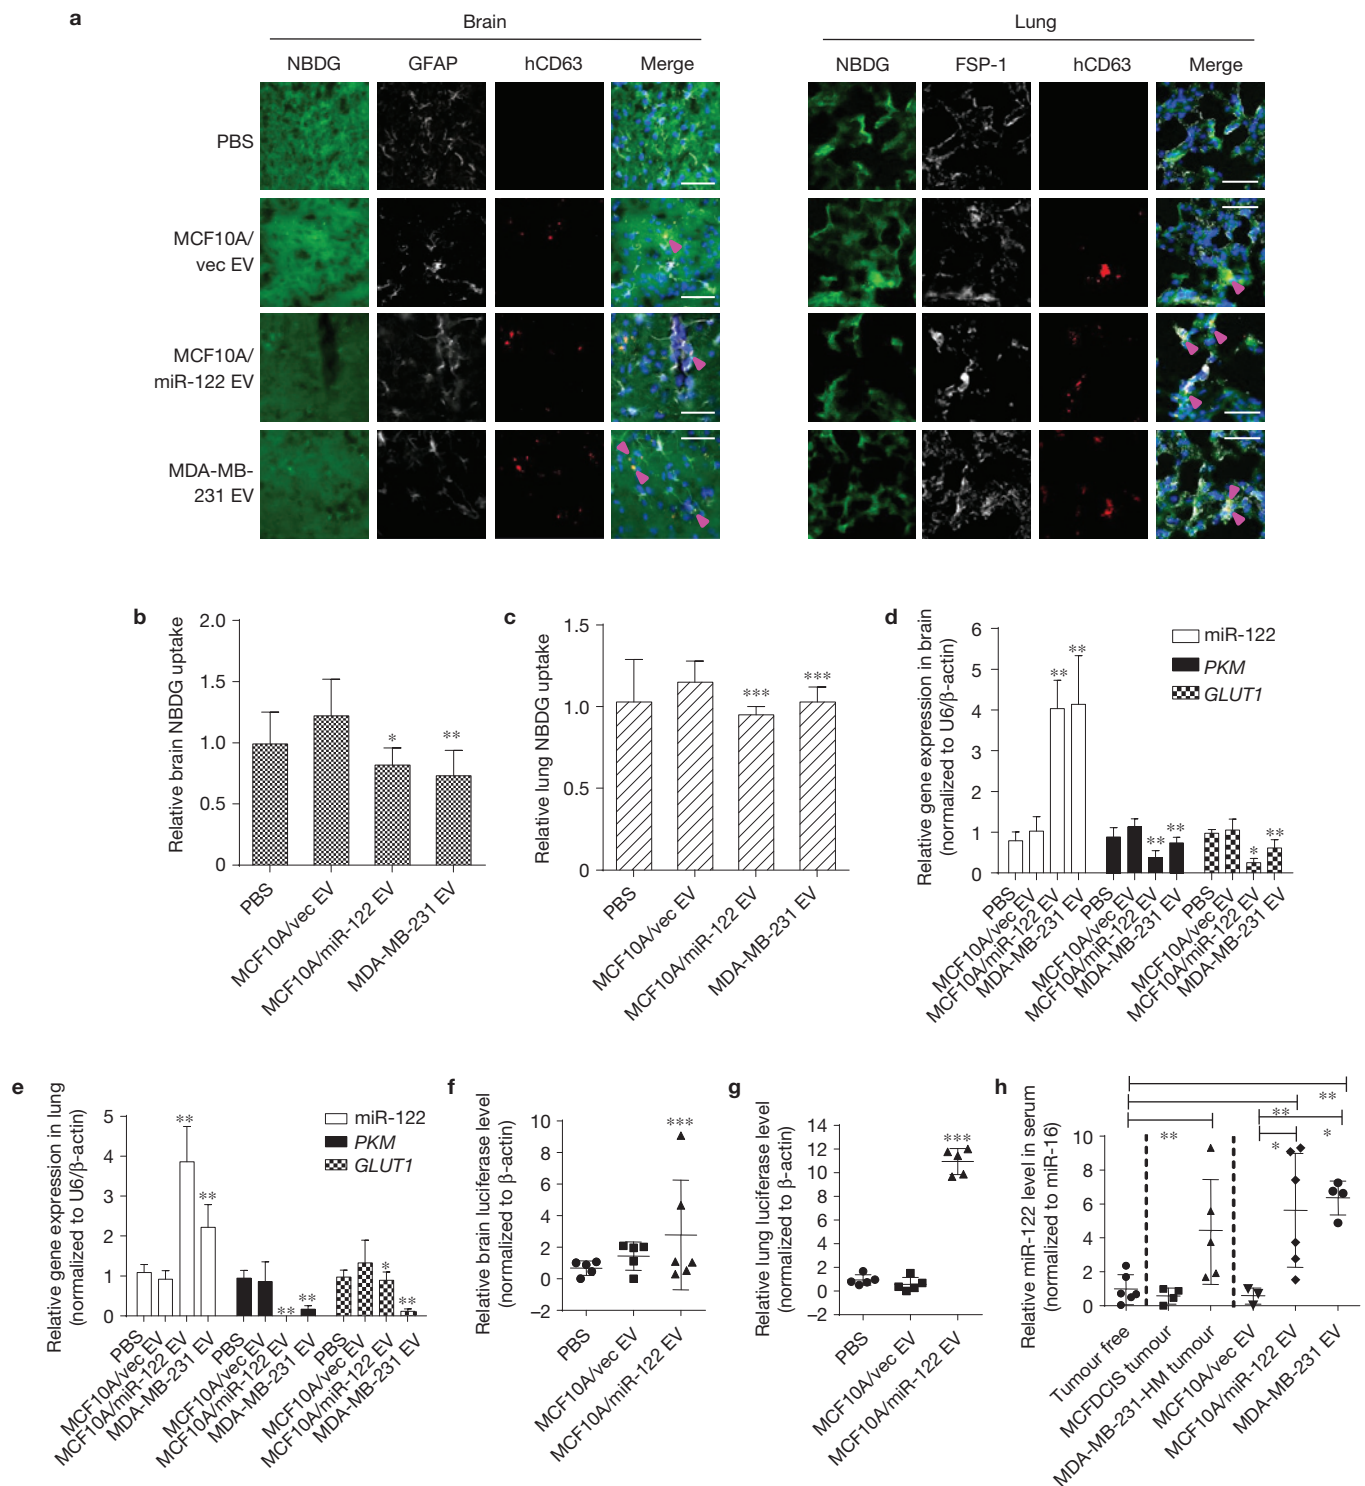 a
Brain
Lung
NBDG GFAP hCD63 Merge
NBDG FSP-1 hCD63 Merge
PBS
MCF10A/
vec EV
MCF10A/
miR-122 EV
MDA-MB-
231 EV
b
Relative brain NBDG uptake
2.0
1.5
1.0
0.5
0
*
**
PBS
MCF10A/vec EV
MCF10A/miR-122 EV
MDA-MB-231 EV
c
Relative lung NBDG uptake
1.5
1.0
0.5
0
***
***
PBS
MCF10A/vec EV
MCF10A/miR-122 EV
MDA-MB-231 EV
d
Relative gene expression in brain
(normalized to U6/β-actin)
6
5
4
3
2
1
0
miR-122
PKM
GLUT1
**
**
**
**
*
**
PBS
MCF10A/vec EV
MCF10A/miR-122 EV
MDA-MB-231 EV
PBS
MCF10A/vec EV
MCF10A/miR-122 EV
MDA-MB-231 EV
PBS
MCF10A/vec EV
MCF10A/miR-122 EV
MDA-MB-231 EV
e
Relative gene expression in lung
(normalized to U6/β-actin)
5
4
3
2
1
0
miR-122
PKM
GLUT1
**
**
**
**
*
**
PBS
MCF10A/vec EV
MCF10A/miR-122 EV
MDA-MB-231 EV
PBS
MCF10A/vec EV
MCF10A/miR-122 EV
MDA-MB-231 EV
PBS
MCF10A/vec EV
MCF10A/miR-122 EV
MDA-MB-231 EV
f
Relative brain luciferase level
(normalized to β-actin)
10
8
6
4
2
0
−2
***
PBS
MCF10A/vec EV
MCF10A/miR-122 EV
g
Relative lung luciferase level
(normalized to β-actin)
14
12
10
8
6
4
2
0
−2
***
PBS
MCF10A/vec EV
MCF10A/miR-122 EV
h
Relative miR-122 level in serum
(normalized to miR-16)
10
8
6
4
2
0
**
**
**
*
*
Tumour free
MCFDCIS tumour
MDA-MB-231-HM tumour
MCF10A/vec EV
MCF10A/miR-122 EV
MDA-MB-231 EV